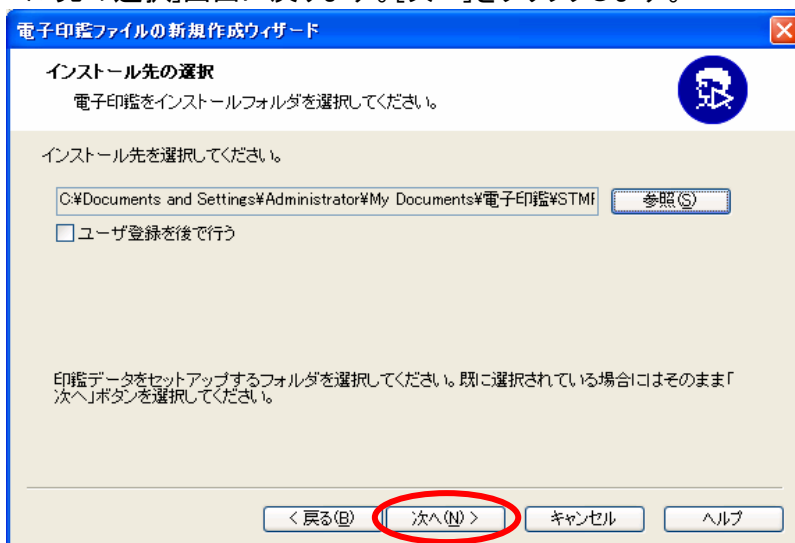 電子印鑑ファイルの新規作成ウィザード
インストール先の選択
電子印鑑をインストールフォルダを選択してください。
インストール先を選択してください。
C:¥Documents and Settings¥Administrator¥My Documents¥電子印鑑¥STMF 参照(S)
ユーザ登録を後で行う
印鑑データをセットアップするフォルダを選択してください。既に選択されている場合にはそのまま「
次へ」ボタンを選択してください。
< 戻る(B) 次へ(N) > キャンセル ヘルプ